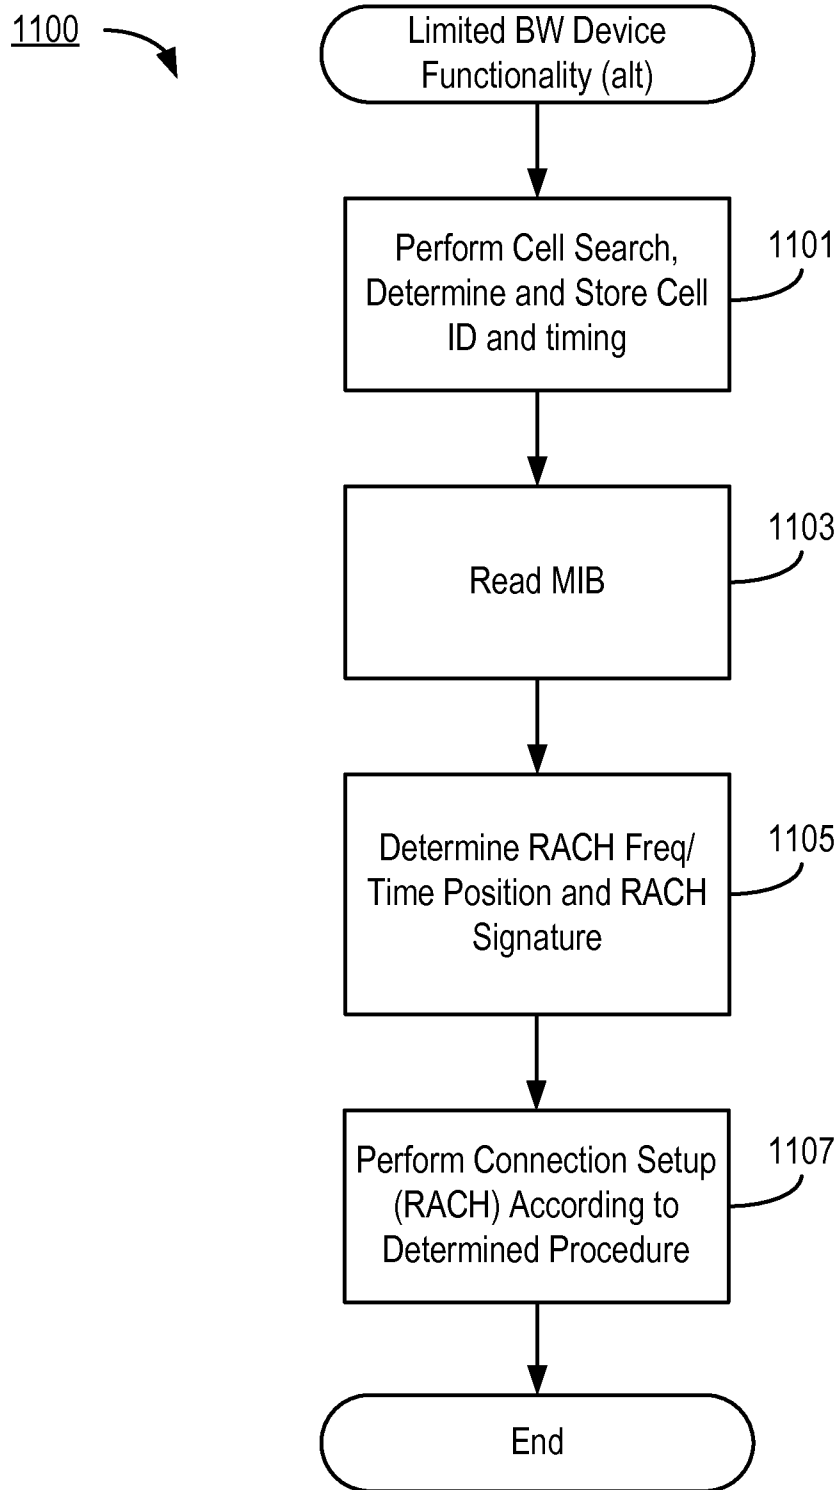 1100
Limited BW Device
Functionality (alt)
Perform Cell Search,
Determine and Store Cell
ID and timing
1101
Read MIB
1103
Determine RACH Freq/
Time Position and RACH
Signature
1105
Perform Connection Setup
(RACH) According to
Determined Procedure
1107
End